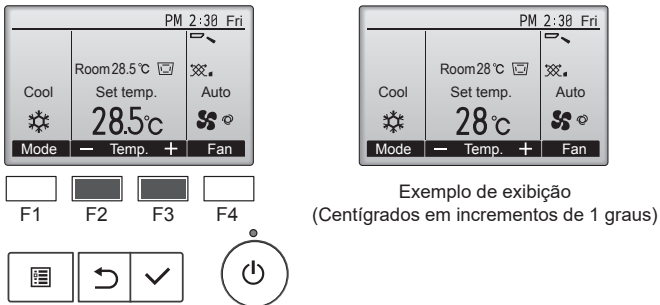 PM 2:30 Fri
Room 28.5℃
Cool Set temp. Auto
28.5℃
Mode − Temp. + Fan
F1 F2 F3 F4
PM 2:30 Fri
Room 28℃
Cool Set temp. Auto
28℃
Mode − Temp. + Fan
Exemplo de exibição
(Centígrados em incrementos de 1 graus)